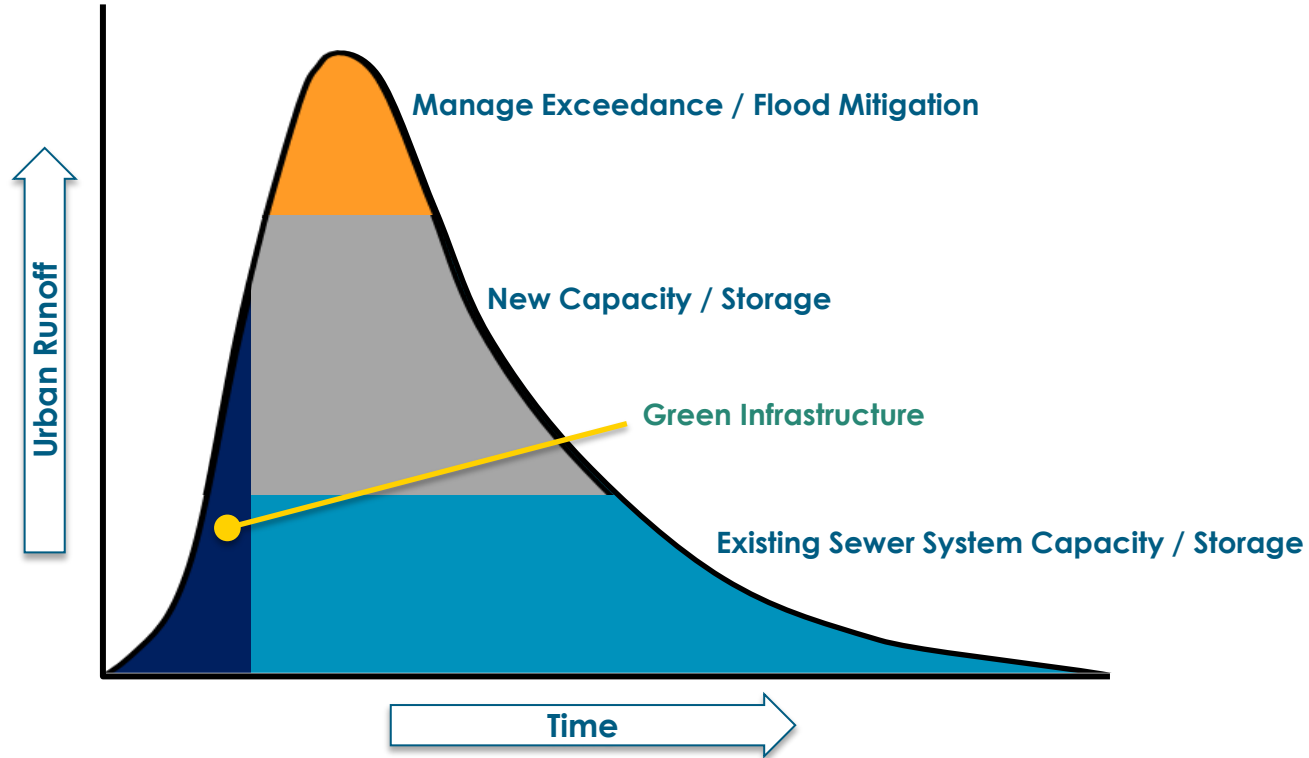 Manage Exceedance / Flood Mitigation
New Capacity / Storage
Green Infrastructure
Existing Sewer System Capacity / Storage
Urban Runoff
Time